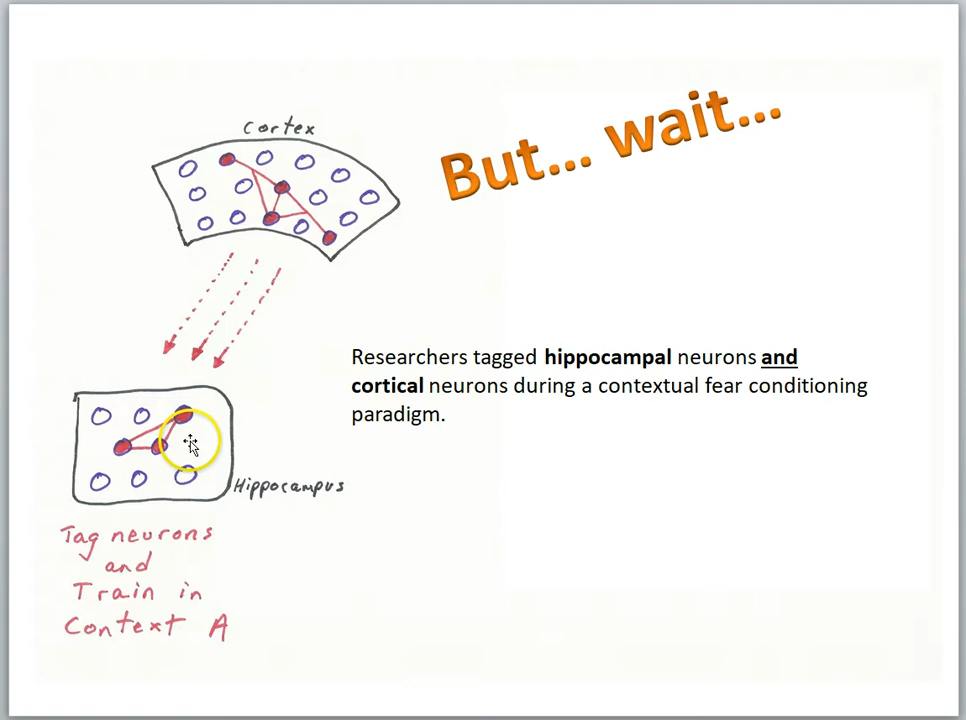 But... wait...
Cortex
Researchers tagged hippocampal neurons and
cortical neurons during a contextual fear conditioning
paradigm.
Hippocampus
Tag neurons
and
Train in
Context A